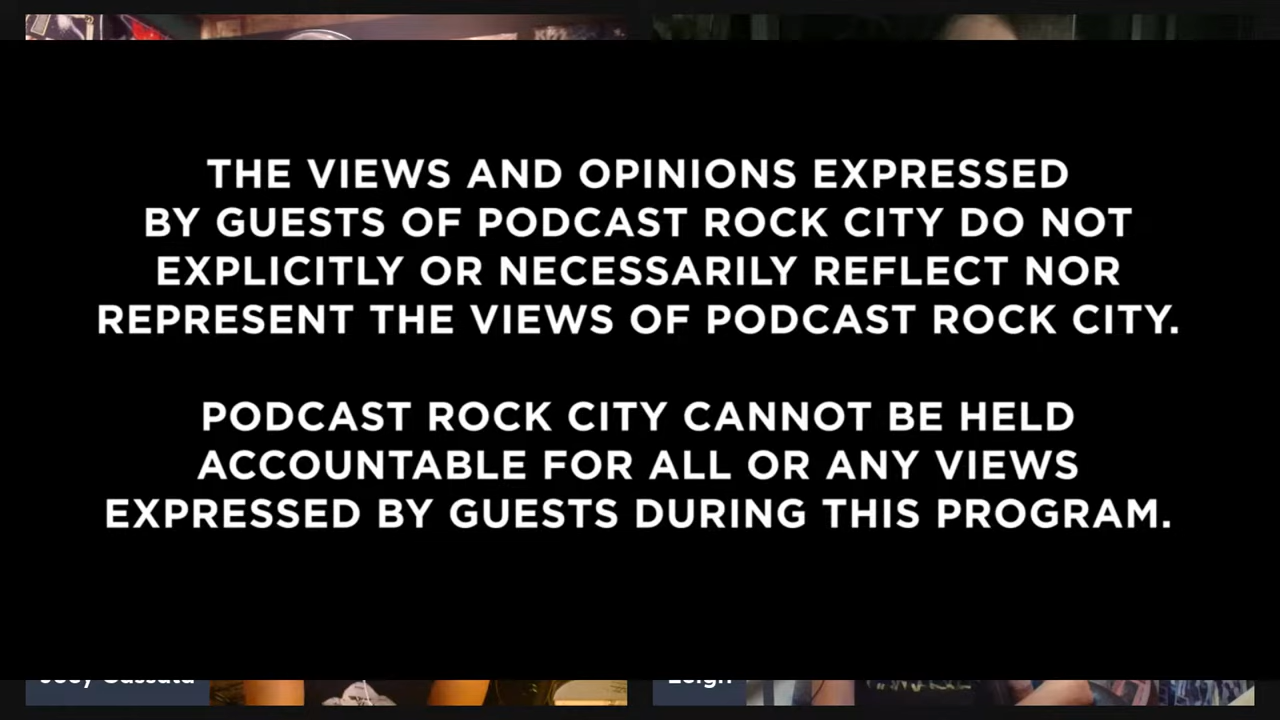 THE VIEWS AND OPINIONS EXPRESSED
BY GUESTS OF PODCAST ROCK CITY DO NOT
EXPLICITLY OR NECESSARILY REFLECT NOR
REPRESENT THE VIEWS OF PODCAST ROCK CITY.
PODCAST ROCK CITY CANNOT BE HELD
ACCOUNTABLE FOR ALL OR ANY VIEWS
EXPRESSED BY GUESTS DURING THIS PROGRAM.